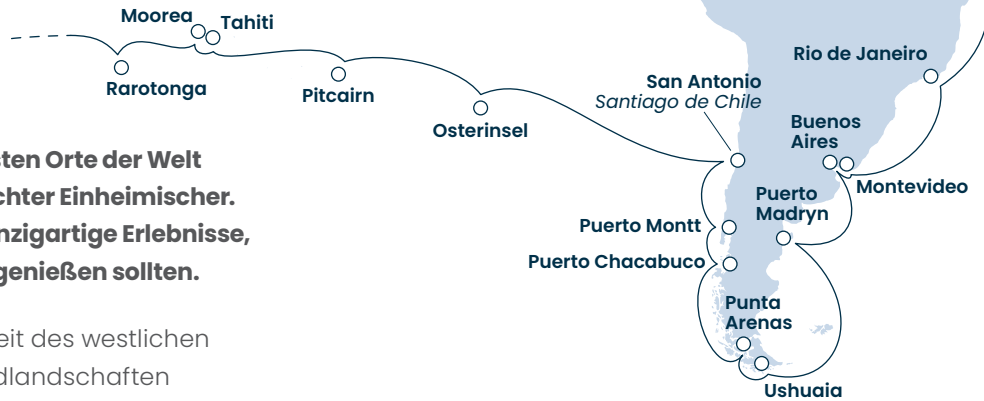 Moorea
Tahiti
Rarotonga
Pitcairn
Osterinsel
San Antonio
Santiago de Chile
Rio de Janeiro
Buenos
Aires
Montevideo
Puerto
Madryn
Puerto Montt
Puerto Chacabuco
Punta
Arenas
Ushuaia
sten Orte der Welt
chter Einheimischer.
nzigartige Erlebnisse,
genießen sollten.
eit des westlichen
dlandschaften